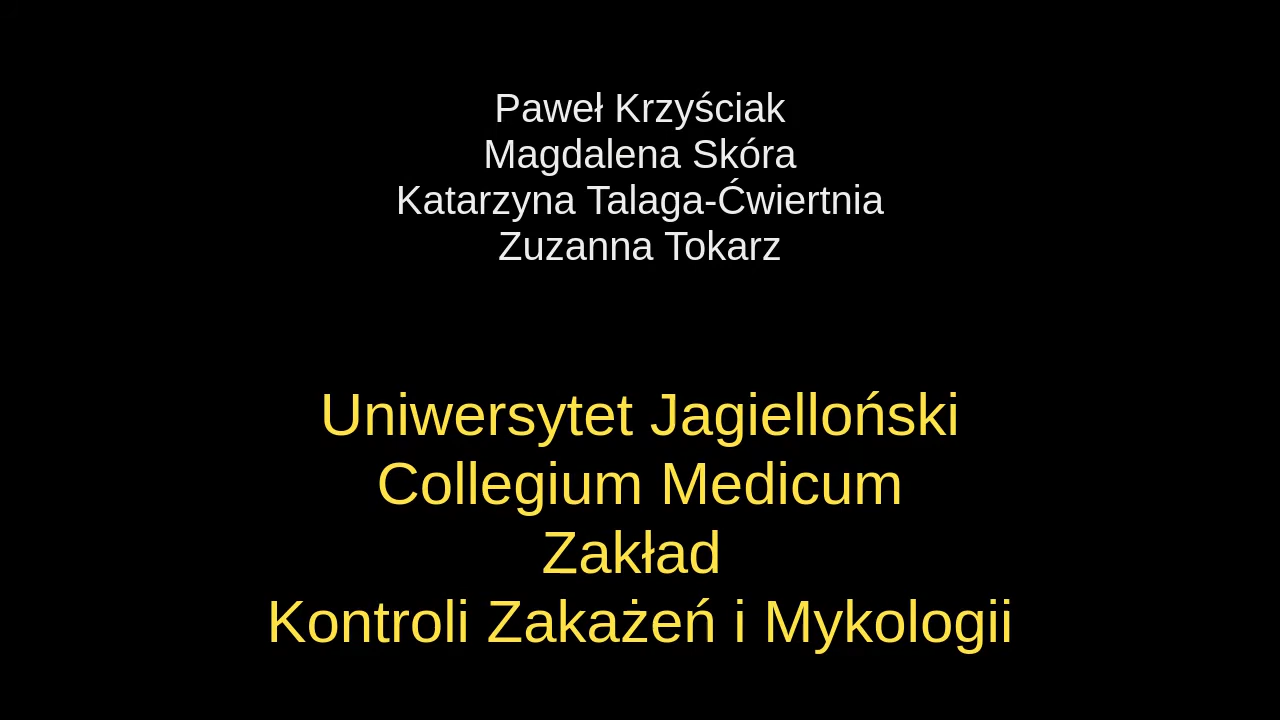 Paweł Krzyściak
Magdalena Skóra
Katarzyna Talaga-Ćwiertnia
Zuzanna Tokarz
Uniwersytet Jagielloński
Collegium Medicum
Zakład
Kontroli Zakażeń i Mykologii